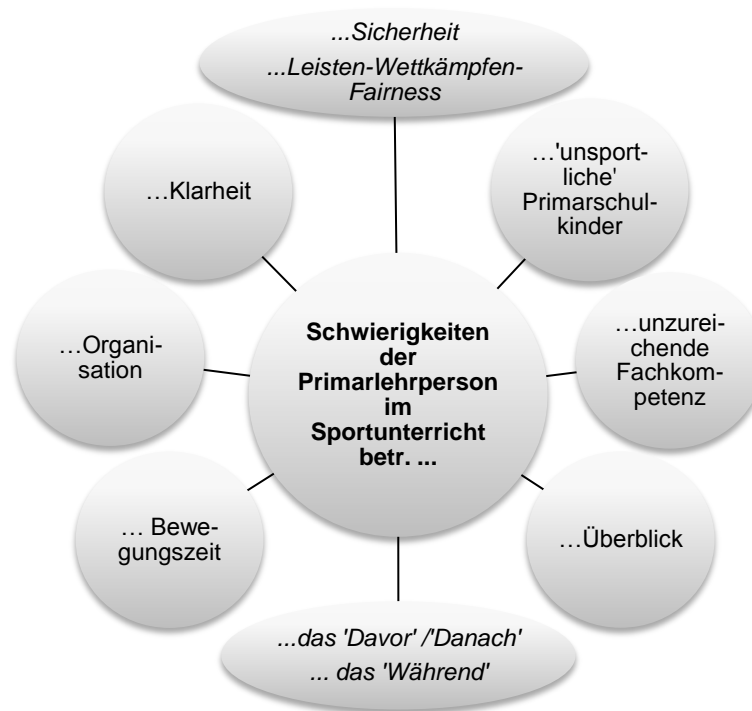 ...Sicherheit
...Leisten-Wettkämpfen-
Fairness
…'unsport-
liche'
Primarschul-
kinder
…Klarheit
…Organi-
sation
Schwierigkeiten
der
Primarlehrperson
im
Sportunterricht
betr. ...
…unzurei-
chende
Fachkom-
petenz
… Bewe-
gungszeit
…Überblick
...das 'Davor' /'Danach'
... das 'Während'